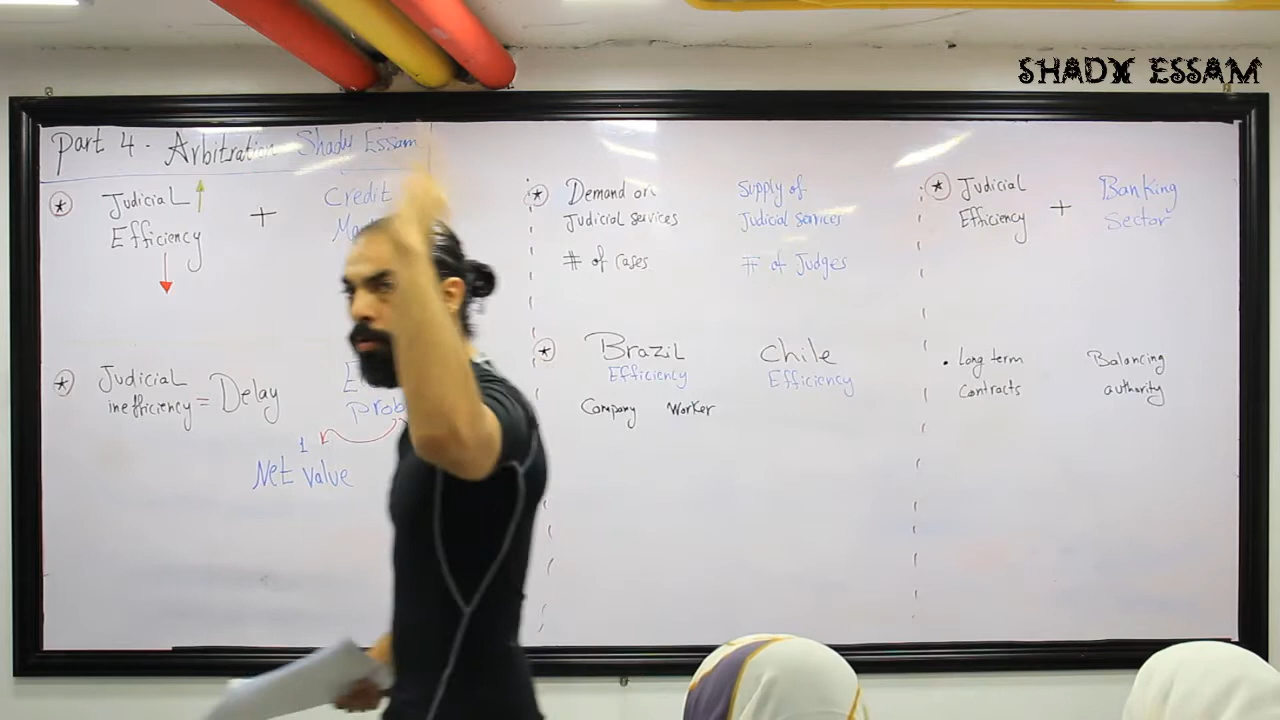 SHADY ESSAM
Part 4 - Arbitration Shady Essam
Judicial
Efficiency
+
Credit
Judicial
inefficiency = Delay
1
Net Value
Demand on
Judicial services
# of cases
Supply of
Judicial services
# of Judges
Brazil
Efficiency
Company Worker
Chile
Efficiency
Judicial
Efficiency
+
Banking
Sector
• Long term
contracts
Balancing
authority